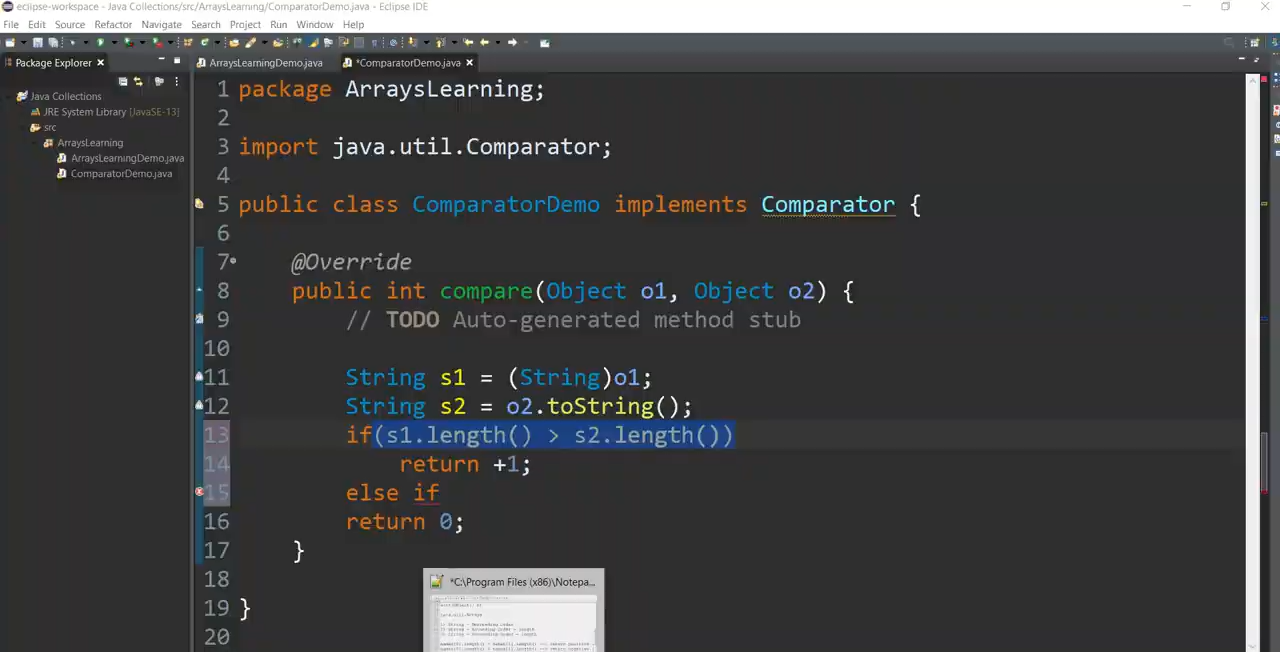 eclipse-workspace - Java Collections/src/ArraysLearning/ComparatorDemo.java - Eclipse IDE
File Edit Source Refactor Navigate Search Project Run Window Help
Package Explorer
ArraysLearningDemo.java
*ComparatorDemo.java
Java Collections
JRE System Library [JavaSE-13]
src
ArraysLearning
ArraysLearningDemo.java
ComparatorDemo.java
1 package ArraysLearning;
2
3 import java.util.Comparator;
4
5 public class ComparatorDemo implements Comparator {
6
7 @Override
8 public int compare(Object o1, Object o2) {
9 // TODO Auto-generated method stub
10
11 String s1 = (String)o1;
12 String s2 = o2.toString();
13 if(s1.length() > s2.length())
14 return +1;
15 else if
16 return 0;
17 }
18
19 }
20
*C:\Program Files (x86)\Notepa...
java.util.Arrays